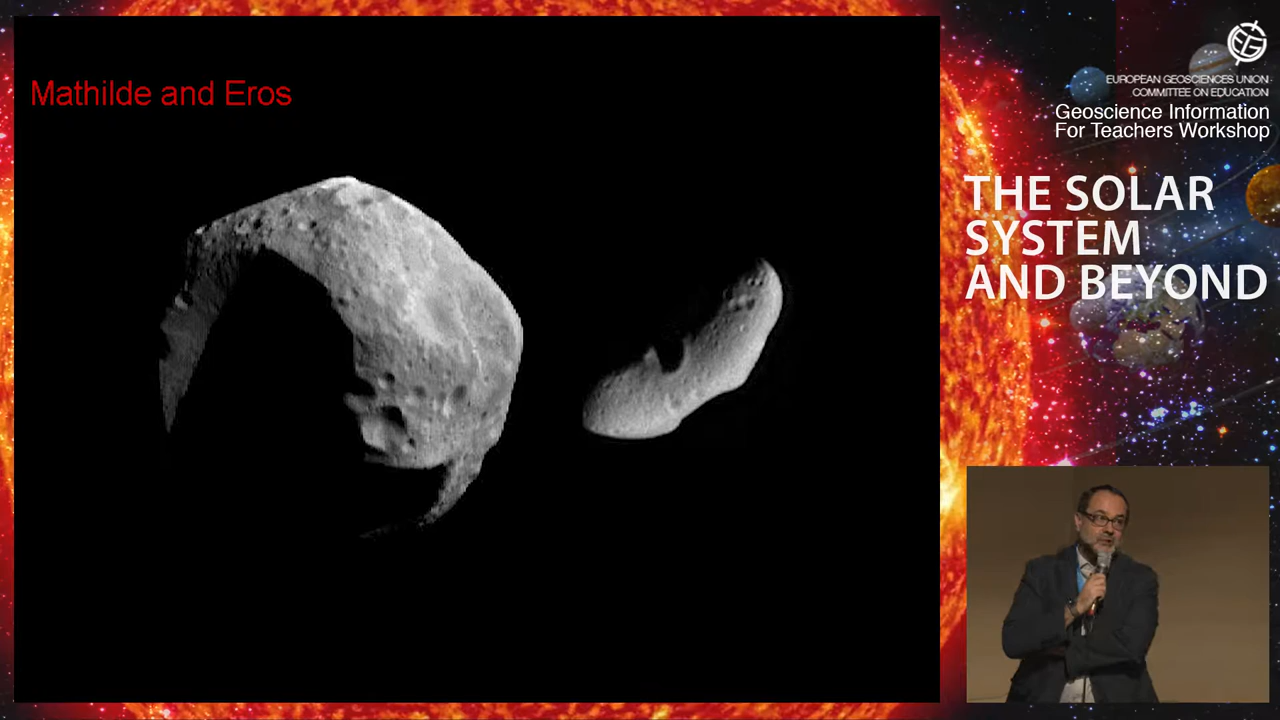 Mathilde and Eros
EUROPEAN GEOSCIENCES UNION
COMMITTEE ON EDUCATION
Geoscience Information
For Teachers Workshop
THE SOLAR
SYSTEM
AND BEYOND